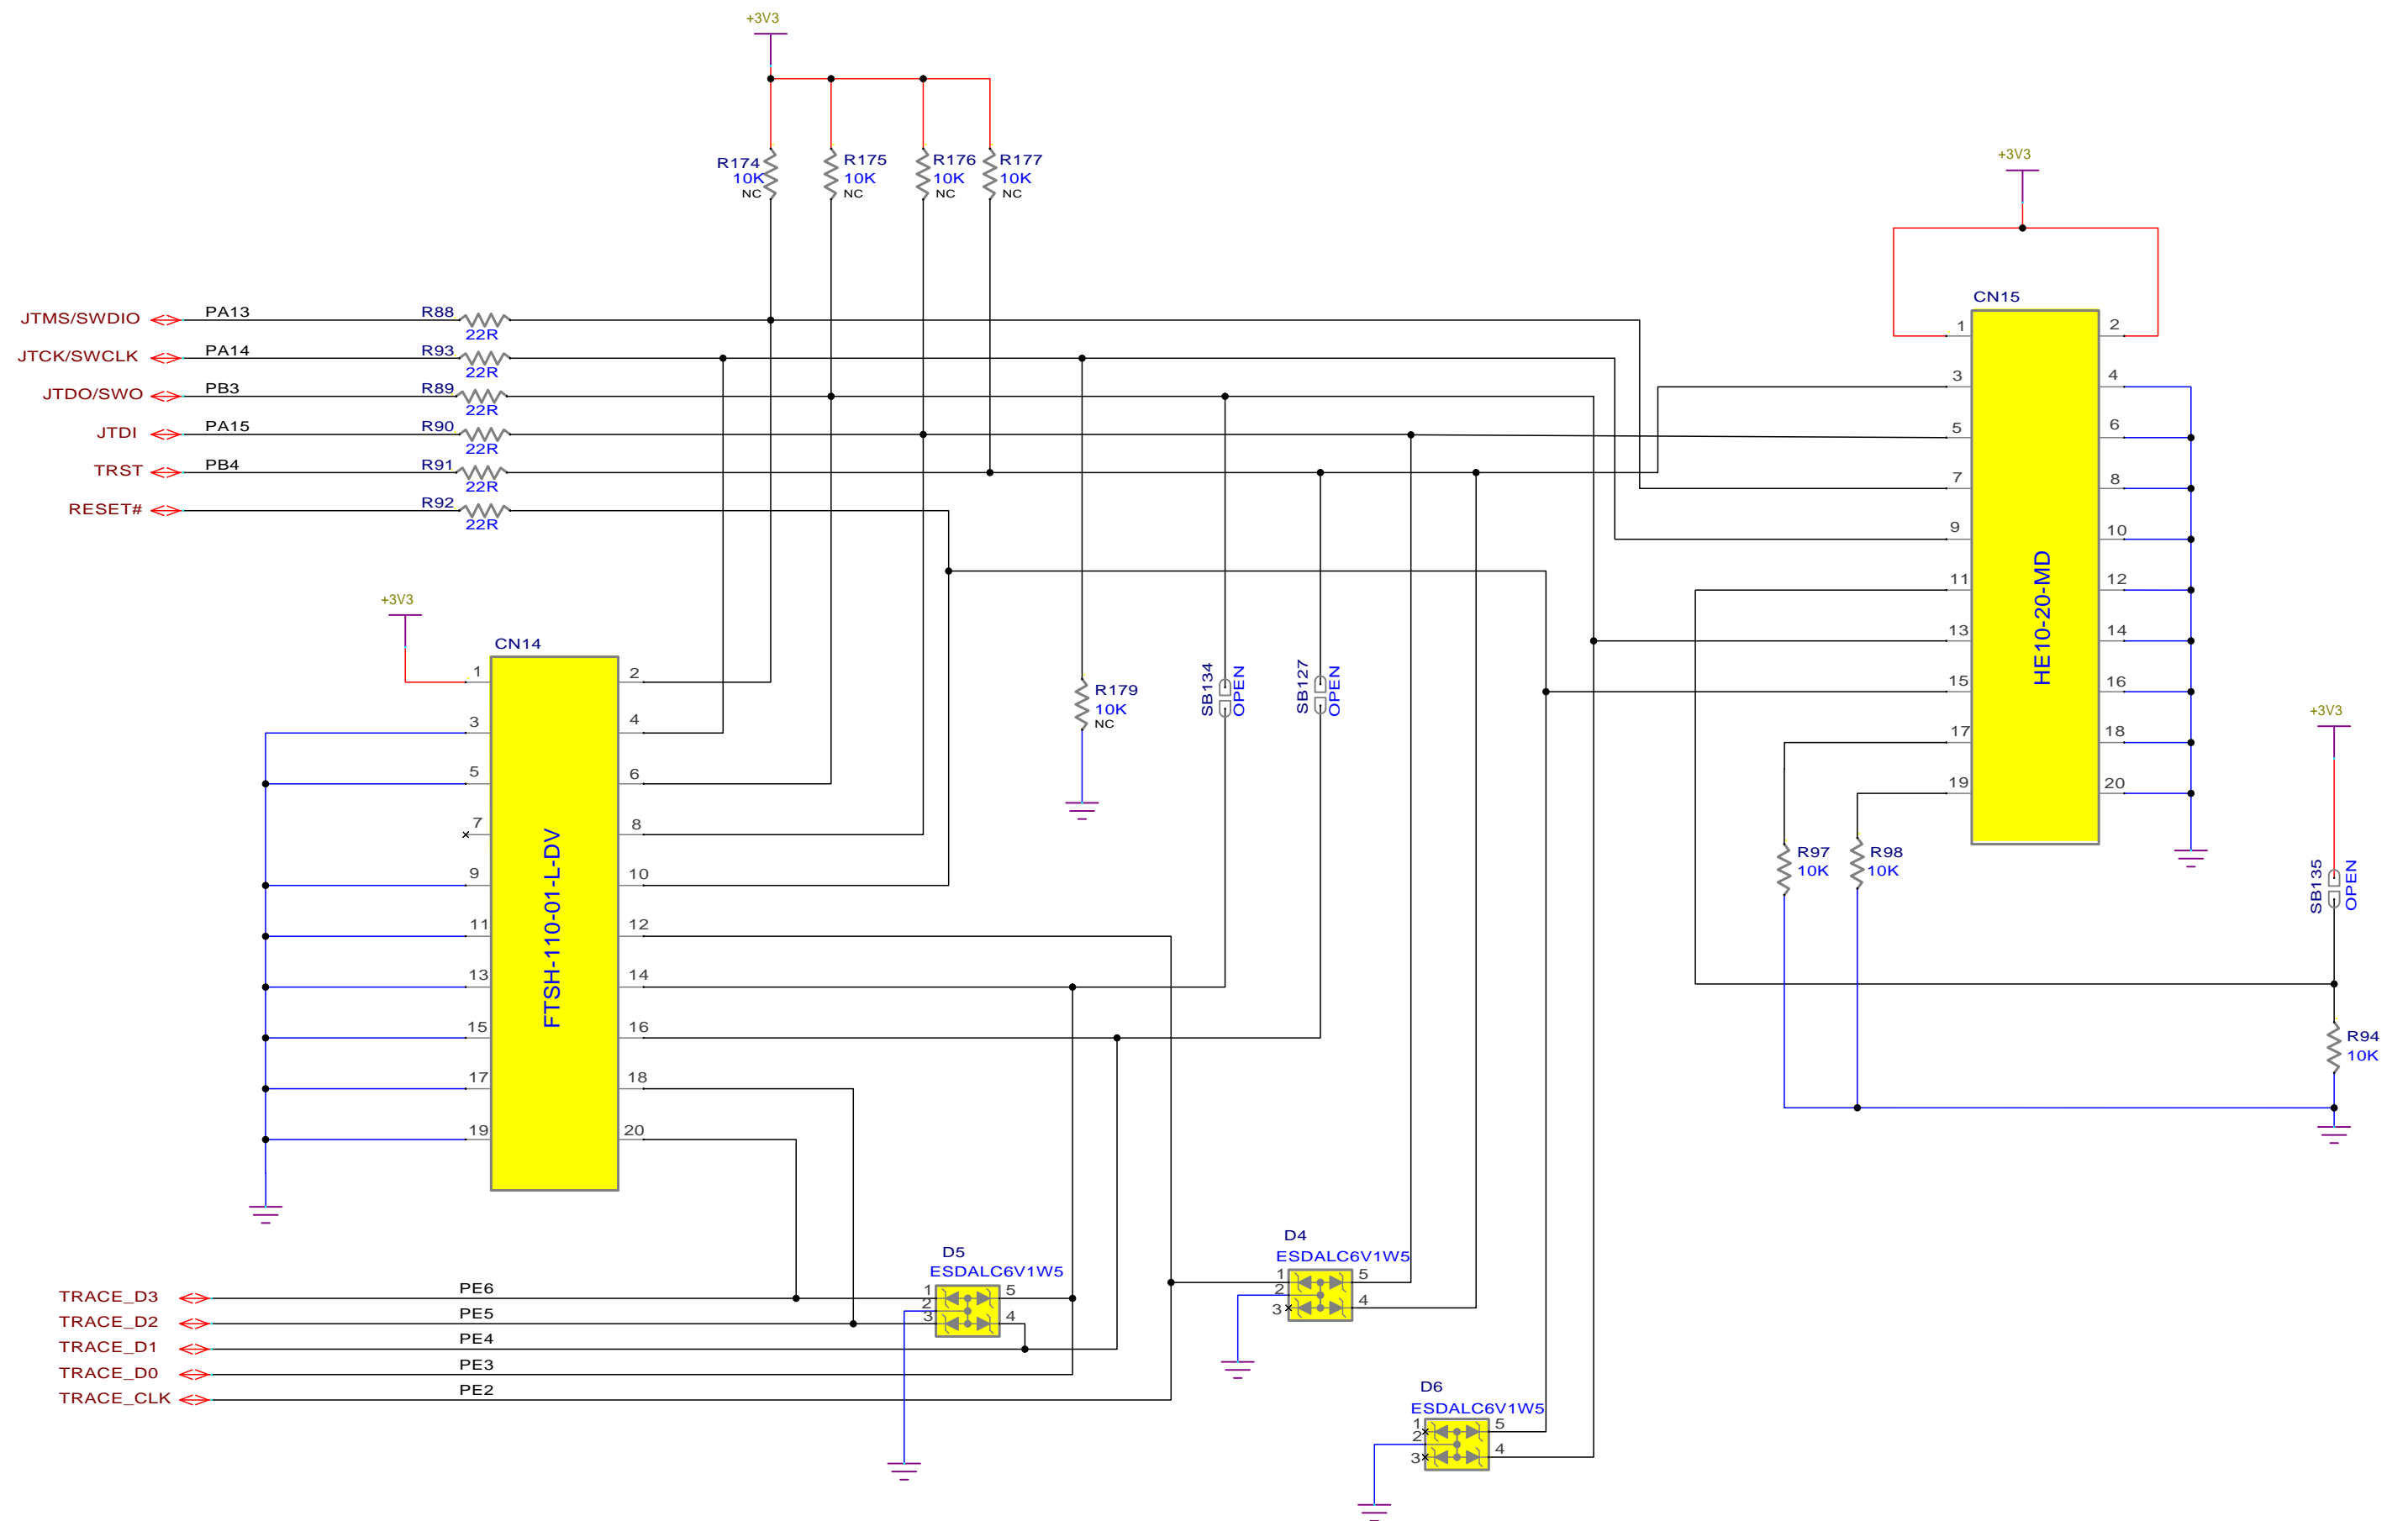 +3V3
R174
10K
NC
R175
10K
NC
R176
10K
NC
R177
10K
NC
+3V3
JTMS/SWDIO PA13 R88
22R
JTCK/SWCLK PA14 R93
22R
JTDO/SWO PB3 R89
22R
JTDI PA15 R90
22R
TRST PB4 R91
22R
RESET# R92
22R
CN15
1 2
3 4
5 6
7 8
9 10
11 12
13 14
15 16
17 18
19 20
HE10-20-MD
+3V3
CN14
1 2
3 4
5 6
7 8
9 10
11 12
13 14
15 16
17 18
19 20
FTSH-110-01-L-DV
R179
10K
NC
SB134
OPEN
SB127
OPEN
R97
10K
R98
10K
+3V3
SB135
OPEN
R94
10K
D5
ESDALC6V1W5
1 5
2
3 4
D4
ESDALC6V1W5
1 5
2
3 4
D6
ESDALC6V1W5
1 5
2
3 4
TRACE_D3 PE6
TRACE_D2 PE5
TRACE_D1 PE4
TRACE_D0 PE3
TRACE_CLK PE2